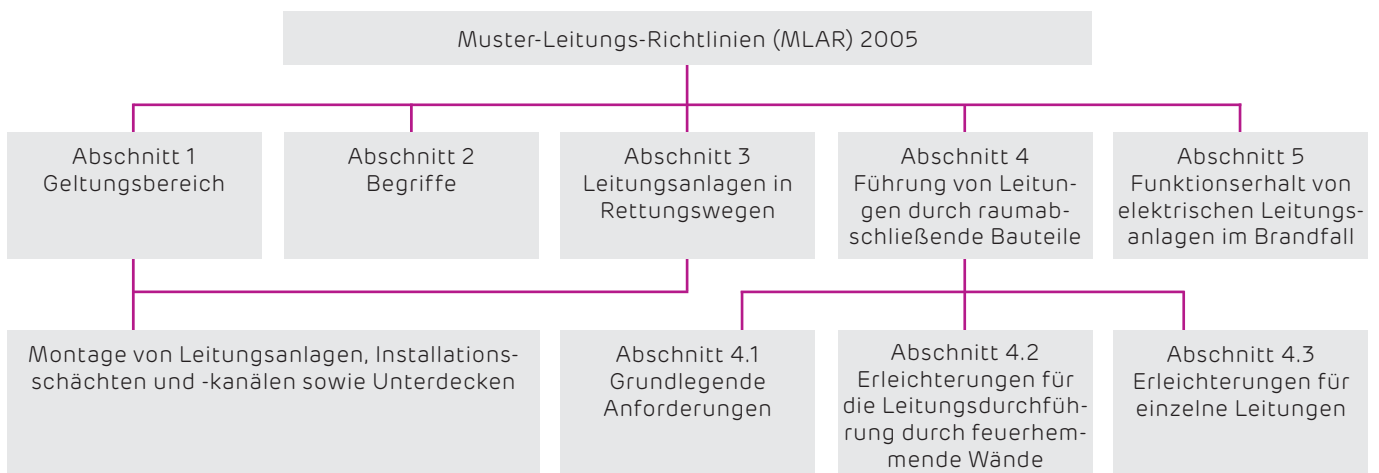 Muster-Leitungs-Richtlinien (MLAR) 2005
Abschnitt 1
Geltungsbereich
Abschnitt 2
Begriffe
Abschnitt 3
Leitungsanlagen in
Rettungswegen
Abschnitt 4
Führung von Leitun-
gen durch raumab-
schließende Bauteile
Abschnitt 5
Funktionserhalt von
elektrischen Leitungs-
anlagen im Brandfall
Montage von Leitungsanlagen, Installations-
schächten und -kanälen sowie Unterdecken
Abschnitt 4.1
Grundlegende
Anforderungen
Abschnitt 4.2
Erleichterungen für
die Leitungsdurchfüh-
rung durch feuerhem-
mende Wände
Abschnitt 4.3
Erleichterungen für
einzelne Leitungen